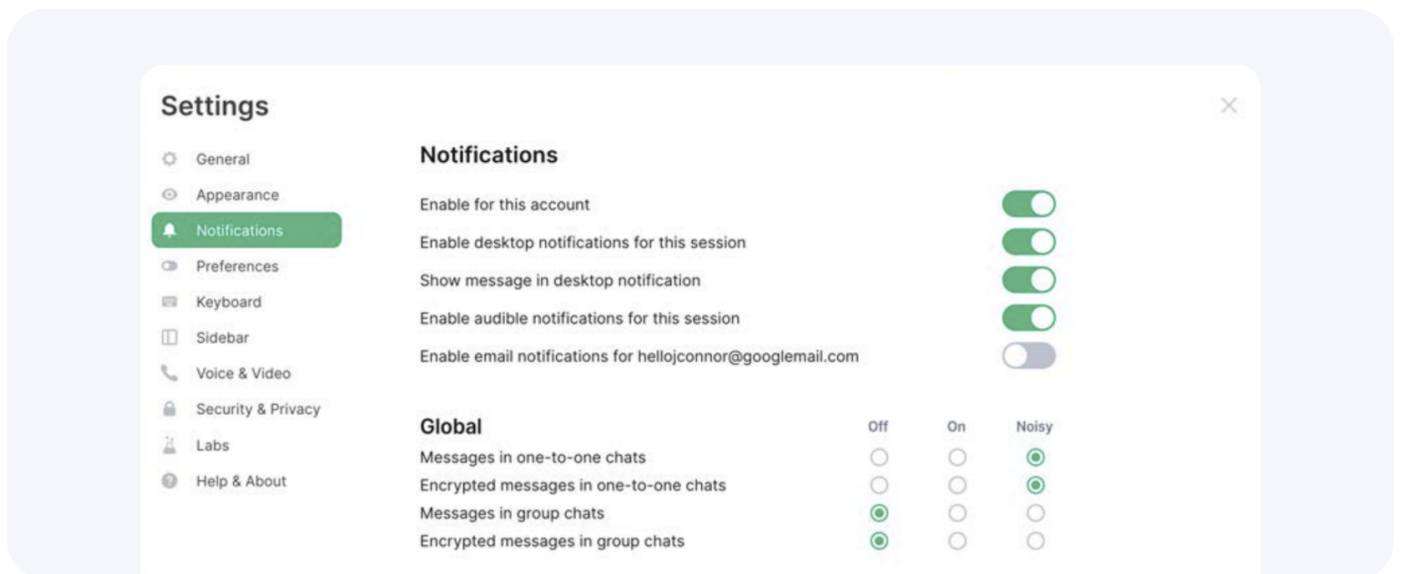 Settings
General
Appearance
Notifications
Preferences
Keyboard
Sidebar
Voice & Video
Security & Privacy
Labs
Help & About
Notifications
Enable for this account
Enable desktop notifications for this session
Show message in desktop notification
Enable audible notifications for this session
Enable email notifications for hellojconnor@googlemail.com
Global Off On Noisy
Messages in one-to-one chats
Encrypted messages in one-to-one chats
Messages in group chats
Encrypted messages in group chats